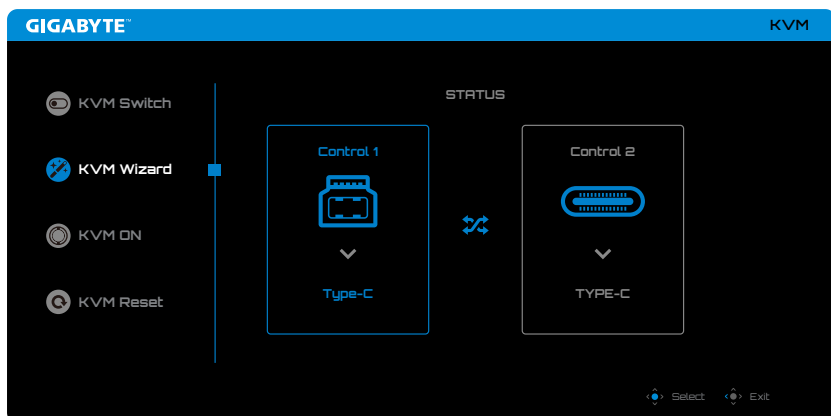 GIGABYTE™
KVM
KVM Switch
KVM Wizard
KVM ON
KVM Reset
STATUS
Control 1
Type-C
Control 2
TYPE-C
Select
Exit